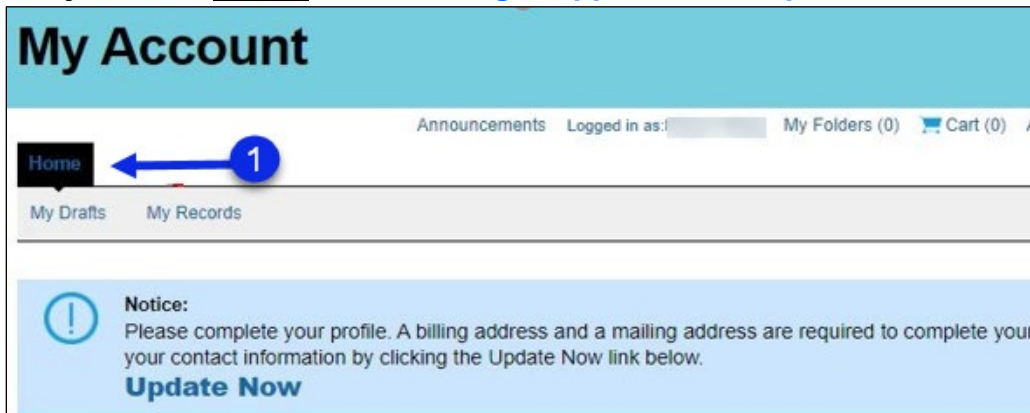 My Account
Announcements Logged in as: My Folders (0) Cart (0)
Home 1
My Drafts My Records
Notice:
Please complete your profile. A billing address and a mailing address are required to complete your
your contact information by clicking the Update Now link below.
Update Now